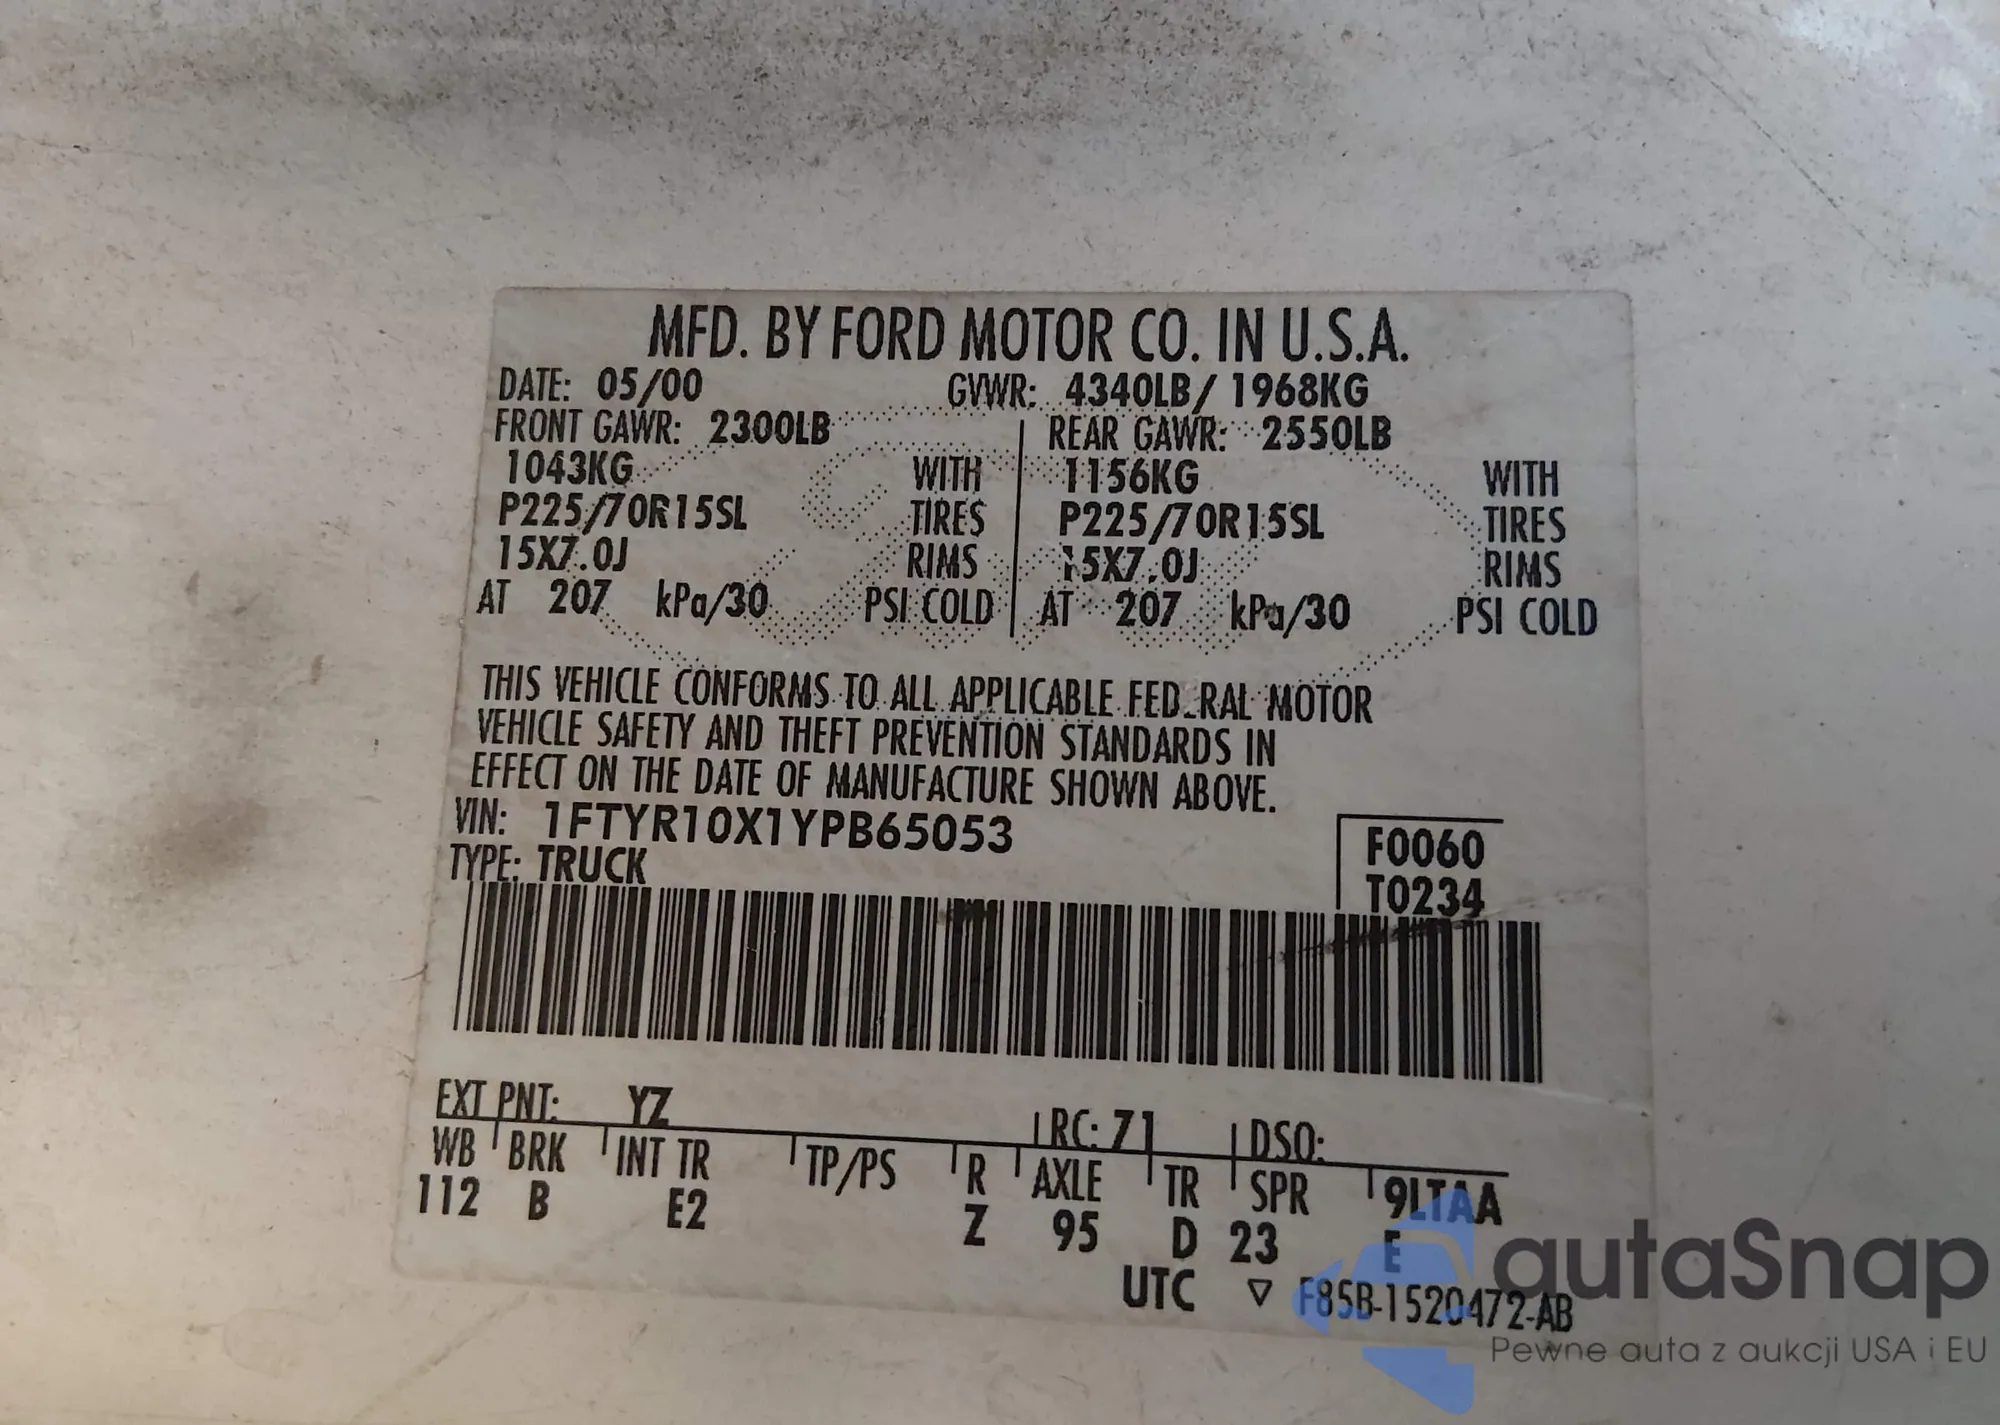 MFD. BY FORD MOTOR CO. IN U.S.A.
DATE: 05/00 GVWR: 4340LB/ 1968KG
FRONT GAWR: 2300LB REAR GAWR: 2550LB
1043KG WITH 1156KG WITH
P225/70R15SL TIRES P225/70R15SL TIRES
15X7.0J RIMS 15X7.0J RIMS
AT 207 kPa/30 PSI COLD AT 207 kPa/30 PSI COLD
THIS VEHICLE CONFORMS TO ALL APPLICABLE FEDERAL MOTOR
VEHICLE SAFETY AND THEFT PREVENTION STANDARDS IN
EFFECT ON THE DATE OF MANUFACTURE SHOWN ABOVE.
VIN: 1FTYR10X1YPB65053
F0060
TYPE: TRUCK
T0234
EXT PNT: YZ RC: 71 DSO:
WB BRK INT TR TP/PS R AXLE TR SPR 9LTAA
112 B E2 Z 95 D 23 E
UTC ▽ F85B-1520472-AB
autaSnap
Pewne auta z aukcji USA i EU